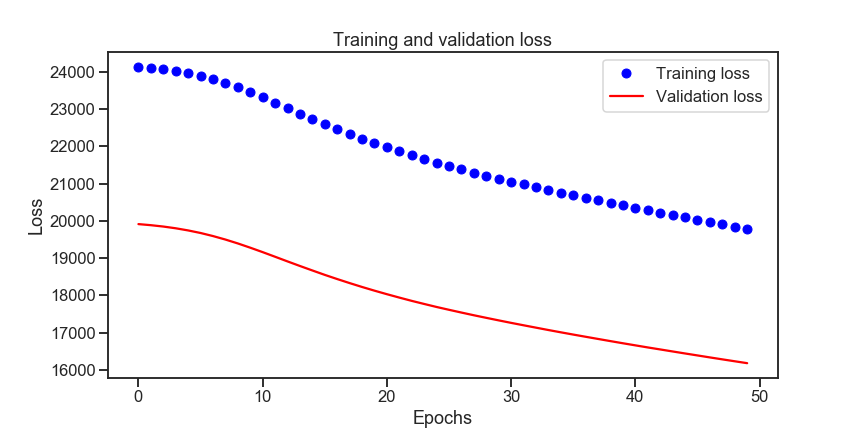 Training and validation loss
Training loss
Validation loss
24000
23000
22000
21000
20000
19000
18000
17000
16000
Loss
0 10 20 30 40 50
Epochs